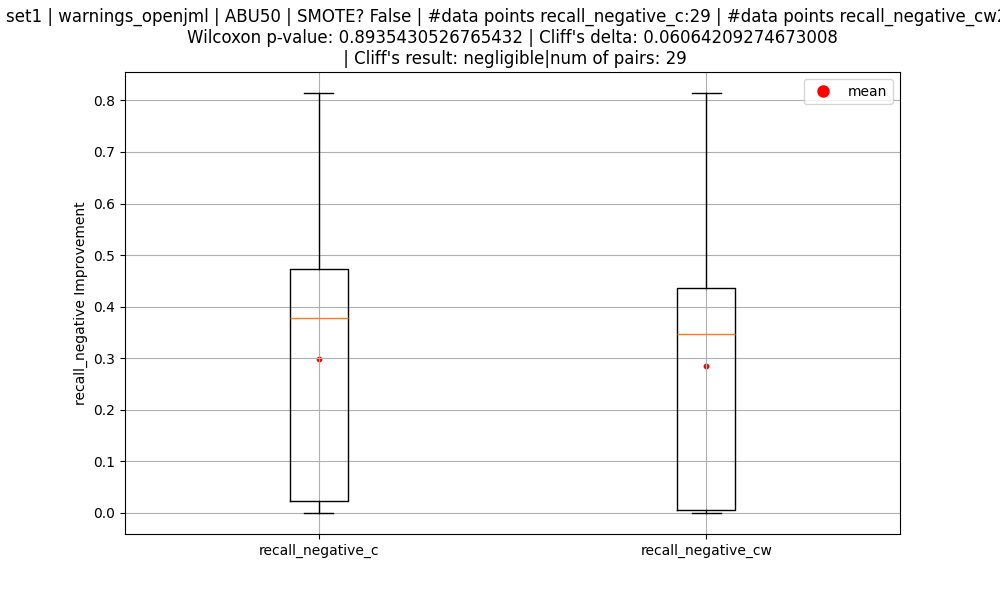 set1 | warnings_openjml | ABU50 | SMOTE? False | #data points recall_negative_c:29 | #data points recall_negative_cw:2
Wilcoxon p-value: 0.8935430526765432 | Cliff's delta: 0.06064209274673008
| Cliff's result: negligible|num of pairs: 29
mean
0.8
0.7
0.6
0.5
0.4
0.3
0.2
0.1
0.0
recall_negative Improvement
recall_negative_c
recall_negative_cw